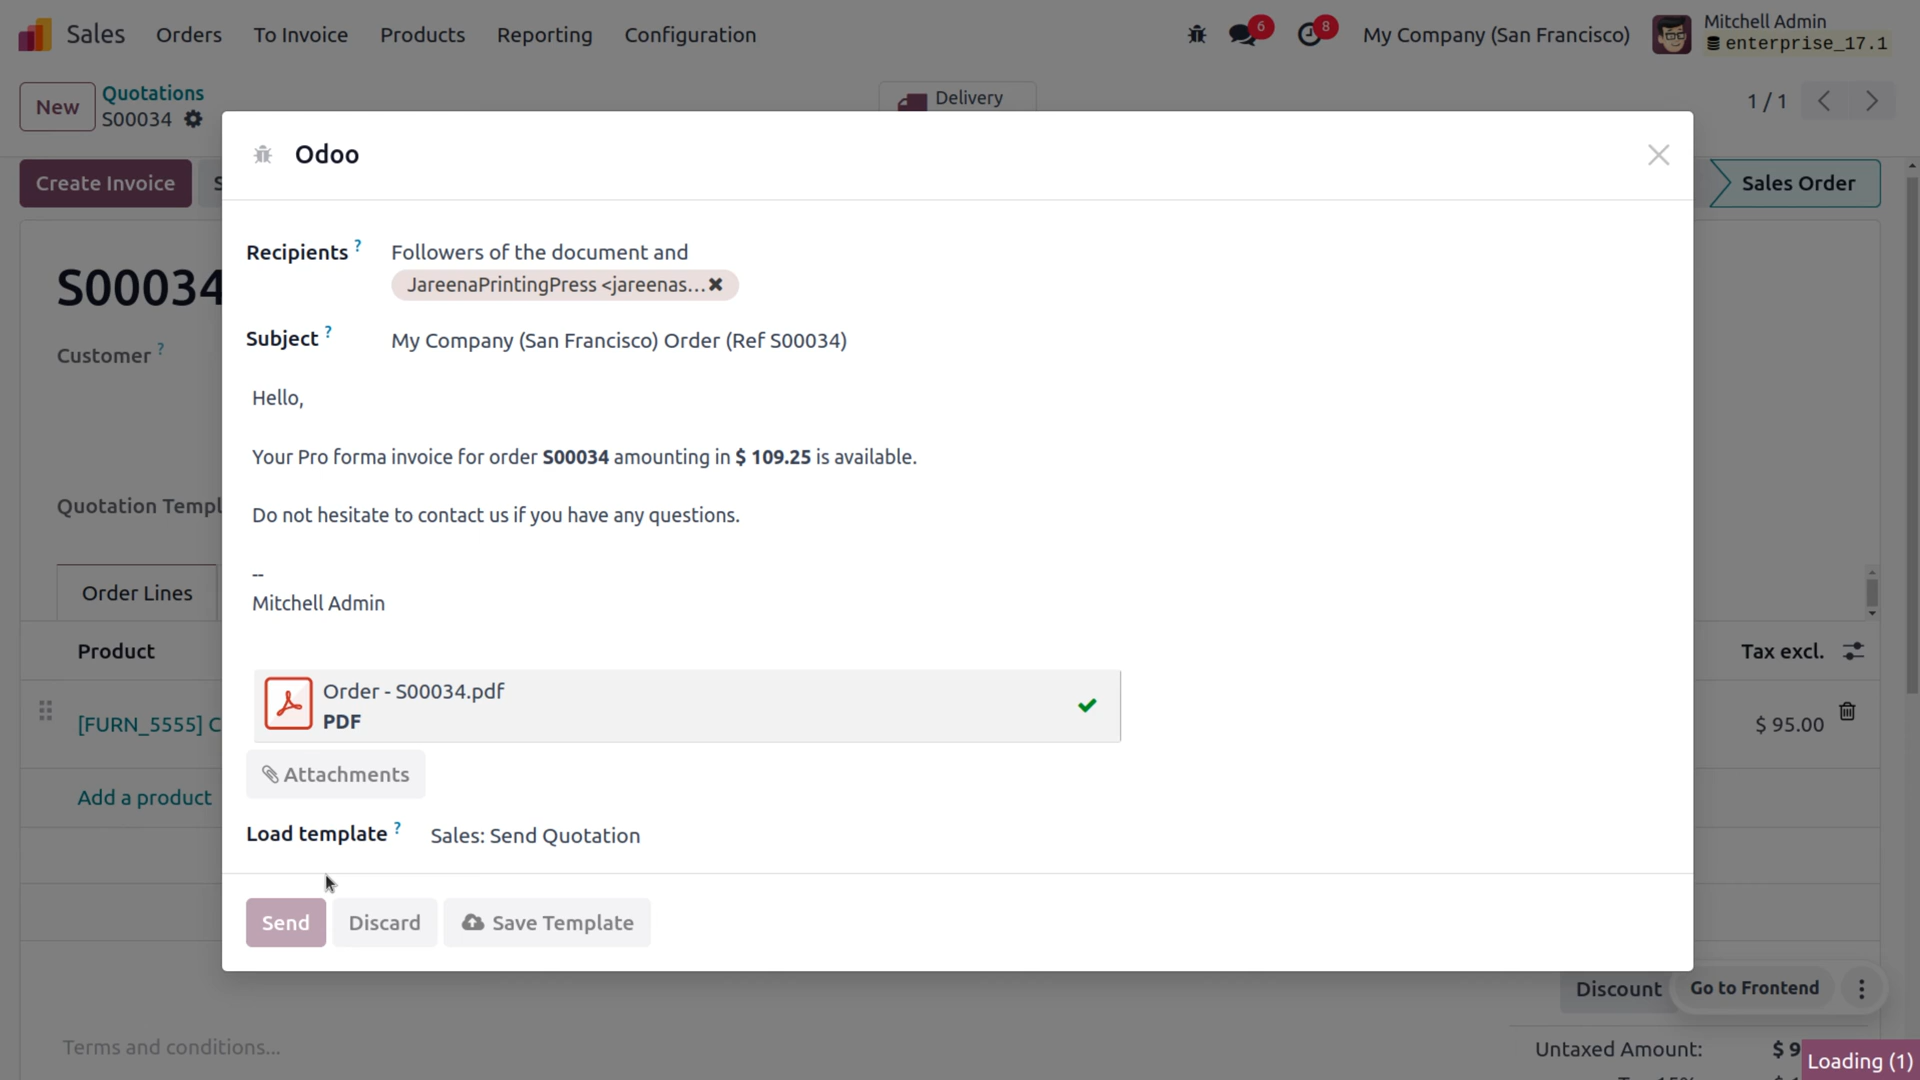 Sales Orders To Invoice Products Reporting Configuration 6 8 My Company (San Francisco) Mitchell Admin
enterprise_17.1
New Quotations Delivery 1 / 1
S00034
Odoo
Create Invoice S Sales Order
Recipients ? Followers of the document and
JareenaPrintingPress <jareenas...
S00034
Subject ? My Company (San Francisco) Order (Ref S00034)
Customer ?
Hello,
Your Pro forma invoice for order S00034 amounting in $ 109.25 is available.
Quotation Templ
Do not hesitate to contact us if you have any questions.
--
Order Lines
Mitchell Admin
Product Tax excl.
Order - S00034.pdf
PDF
[FURN_5555] C $ 95.00
Attachments
Add a product
Load template ? Sales: Send Quotation
Send Discard Save Template
Discount Go to Frontend
Terms and conditions...
Untaxed Amount: $ 9
Loading (1)